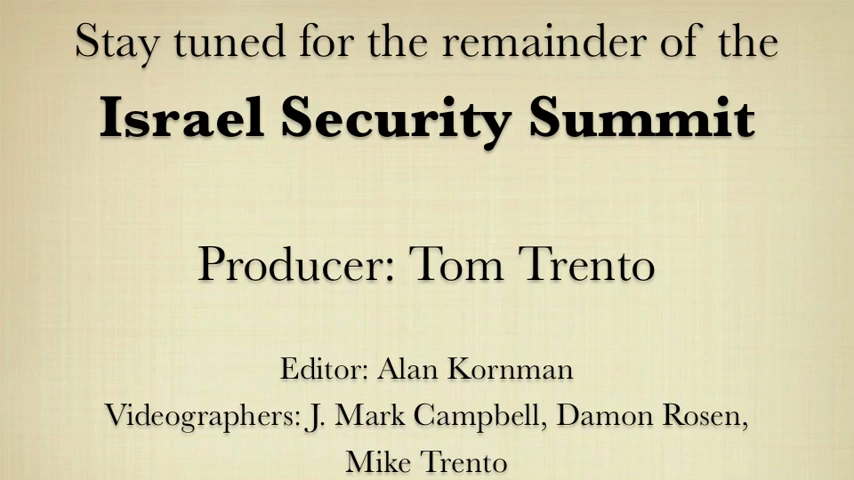 Stay tuned for the remainder of the
Israel Security Summit
Producer: Tom Trento
Editor: Alan Kornman
Videographers: J. Mark Campbell, Damon Rosen,
Mike Trento